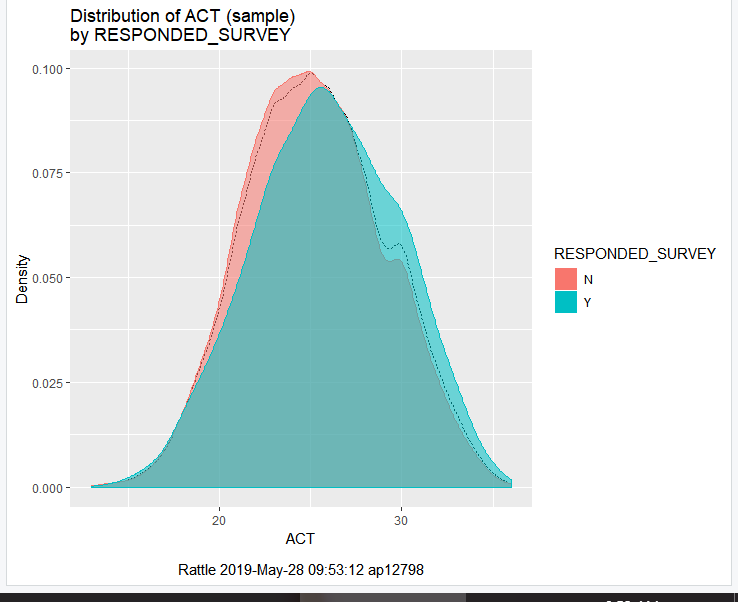 Distribution of ACT (sample)
by RESPONDED_SURVEY
0.100
0.075
0.050
0.025
0.000
Density
20
30
ACT
RESPONDED_SURVEY
N
Y
Rattle 2019-May-28 09:53:12 ap12798